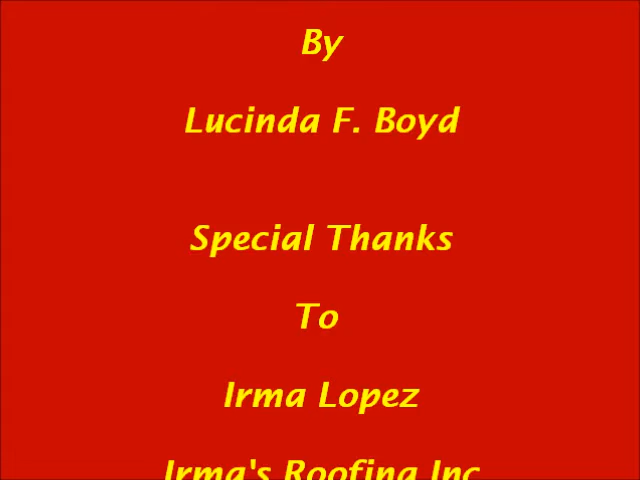 By
Lucinda F. Boyd
Special Thanks
To
Irma Lopez
Irma's Roofing Inc